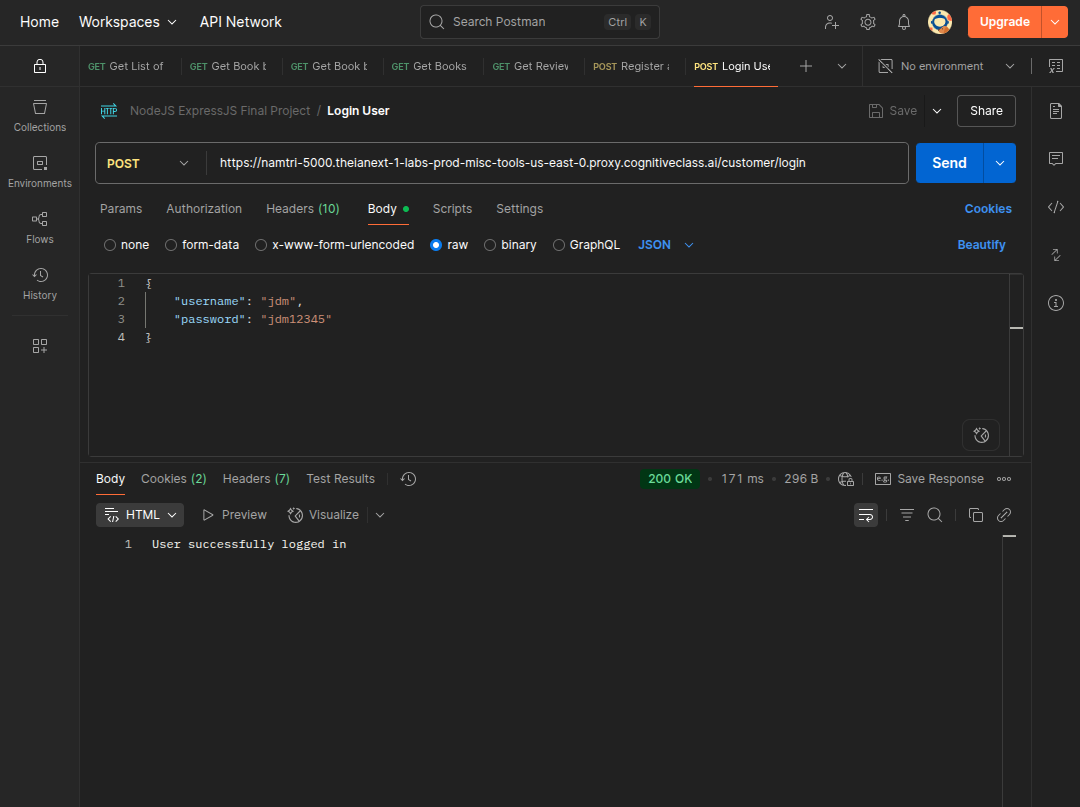 Home Workspaces API Network Search Postman Ctrl K Upgrade
GET Get List of GET Get Book GET Get Book GET Get Books GET Get Review POST Register POST Login Use No environment
NodeJS ExpressJS Final Project / Login User Save Share
Collections
Environments
Flows
History
POST https://namtri-5000.theianext-1-labs-prod-misc-tools-us-east-0.proxy.cognitiveclass.ai/customer/login Send
Params Authorization Headers (10) Body Scripts Settings Cookies
none form-data x-www-form-urlencoded raw binary GraphQL JSON Beautify
1 {
2 "username": "jdm",
3 "password": "jdm12345"
4 }
Body Cookies (2) Headers (7) Test Results 200 OK • 171 ms • 296 B • e.g. Save Response
HTML Preview Visualize
1 User successfully logged in